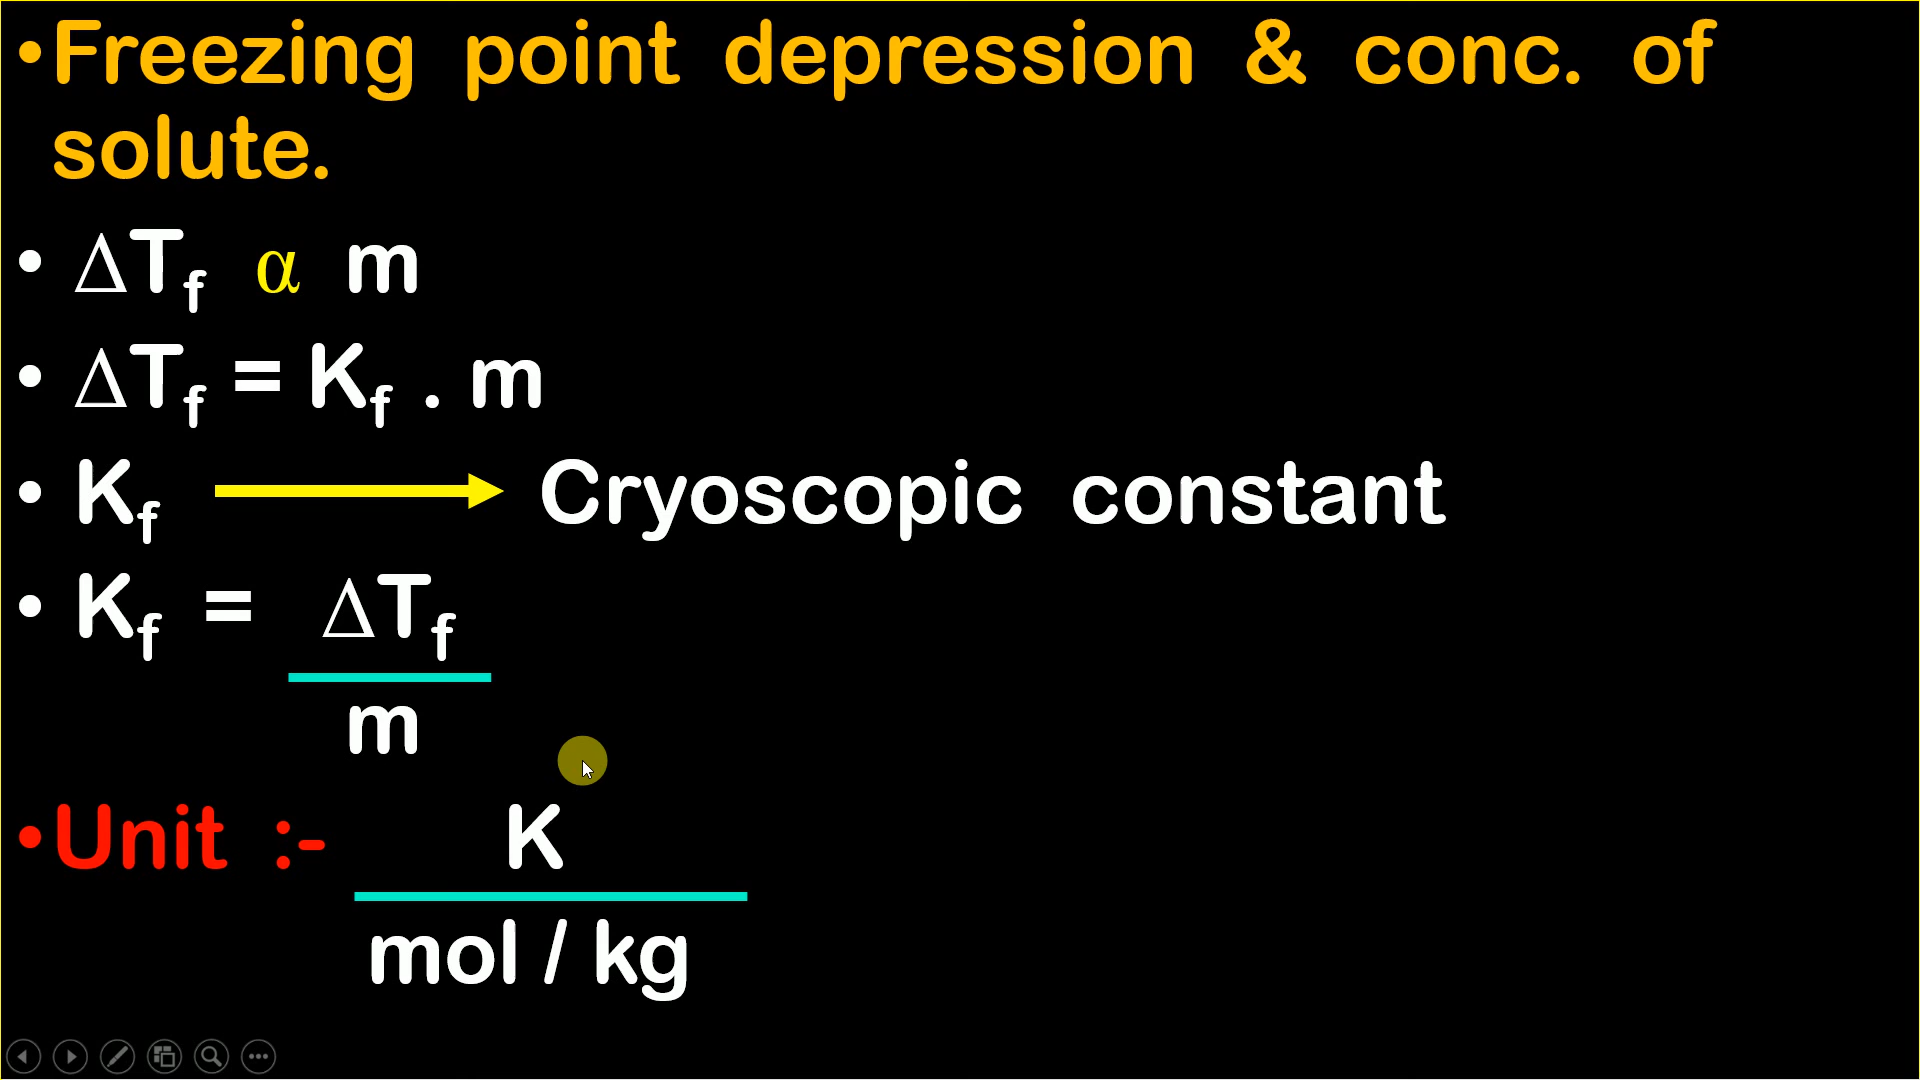 •Freezing point depression & conc. of
solute.
• ΔTf α m
• ΔTf = Kf . m
• Kf → Cryoscopic constant
• Kf = ΔTf
m
•Unit :- K
mol / kg